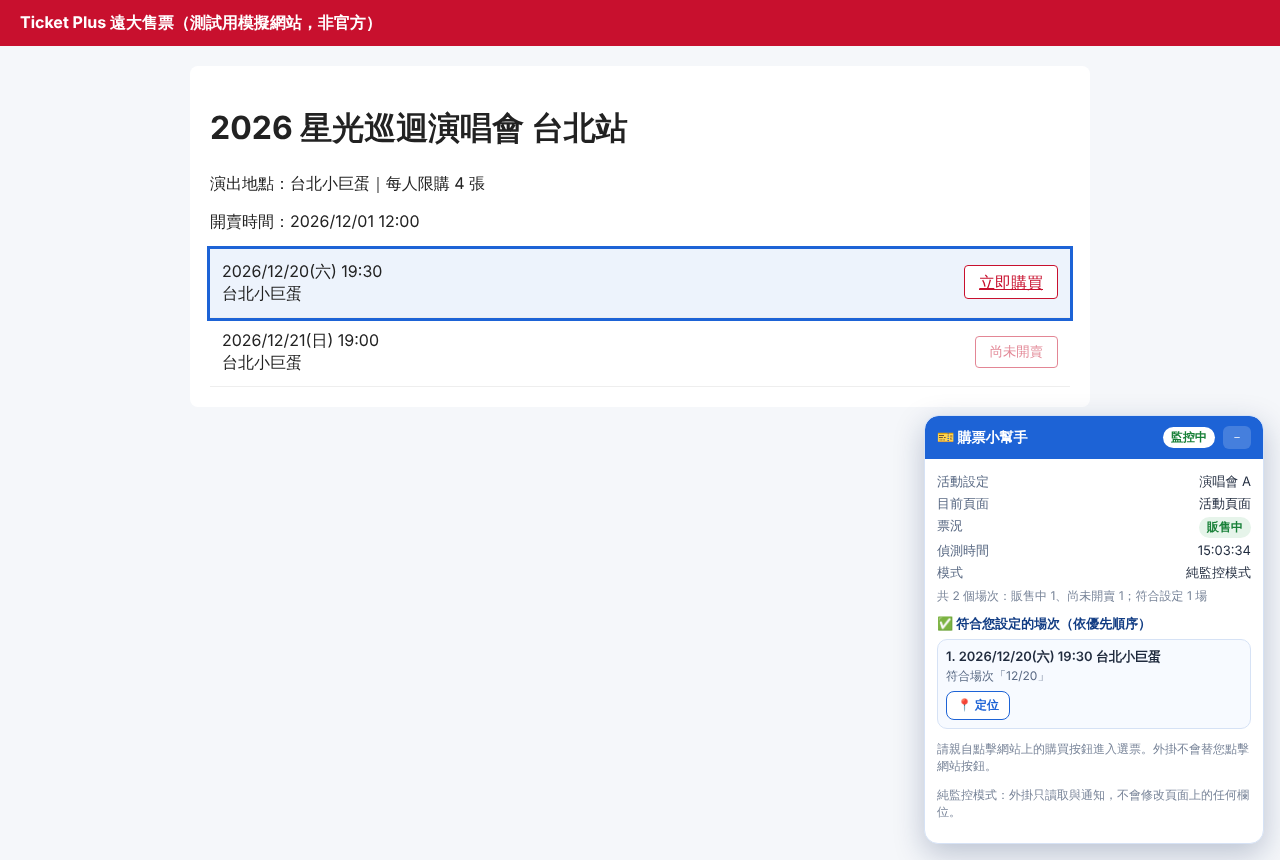 Ticket Plus 遠大售票（測試用模擬網站，非官方）
2026 星光巡迴演唱會 台北站
演出地點：台北小巨蛋｜每人限購 4 張
開賣時間：2026/12/01 12:00
2026/12/20(六) 19:30
台北小巨蛋
立即購買
2026/12/21(日) 19:00
台北小巨蛋
尚未開賣
🎫 購票小幫手
監控中
−
活動設定 演唱會 A
目前頁面 活動頁面
票況 販售中
偵測時間 15:03:34
模式 純監控模式
共 2 個場次：販售中 1、尚未開賣 1；符合設定 1 場
✅ 符合您設定的場次（依優先順序）
1. 2026/12/20(六) 19:30 台北小巨蛋
符合場次「12/20」
📍 定位
請親自點擊網站上的購買按鈕進入選票。外掛不會替您點擊
網站按鈕。
純監控模式：外掛只讀取與通知，不會修改頁面上的任何欄
位。